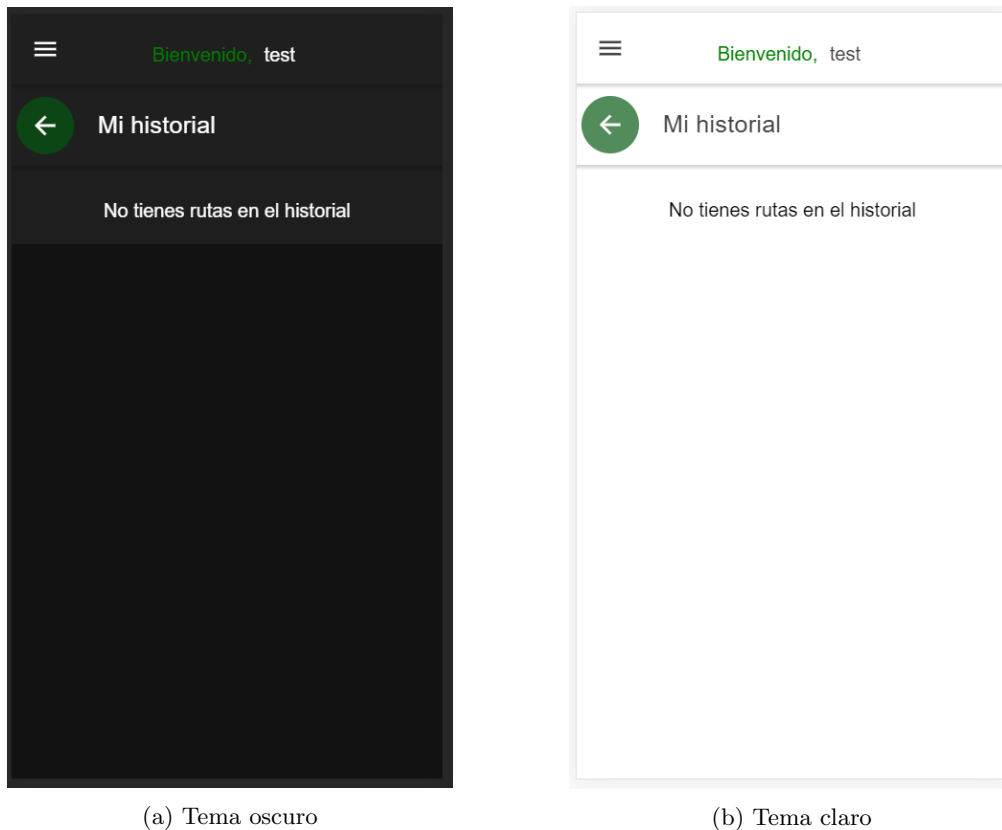 Bienvenido, test
Mi historial
No tienes rutas en el historial
(a) Tema oscuro
Bienvenido, test
Mi historial
No tienes rutas en el historial
(b) Tema claro